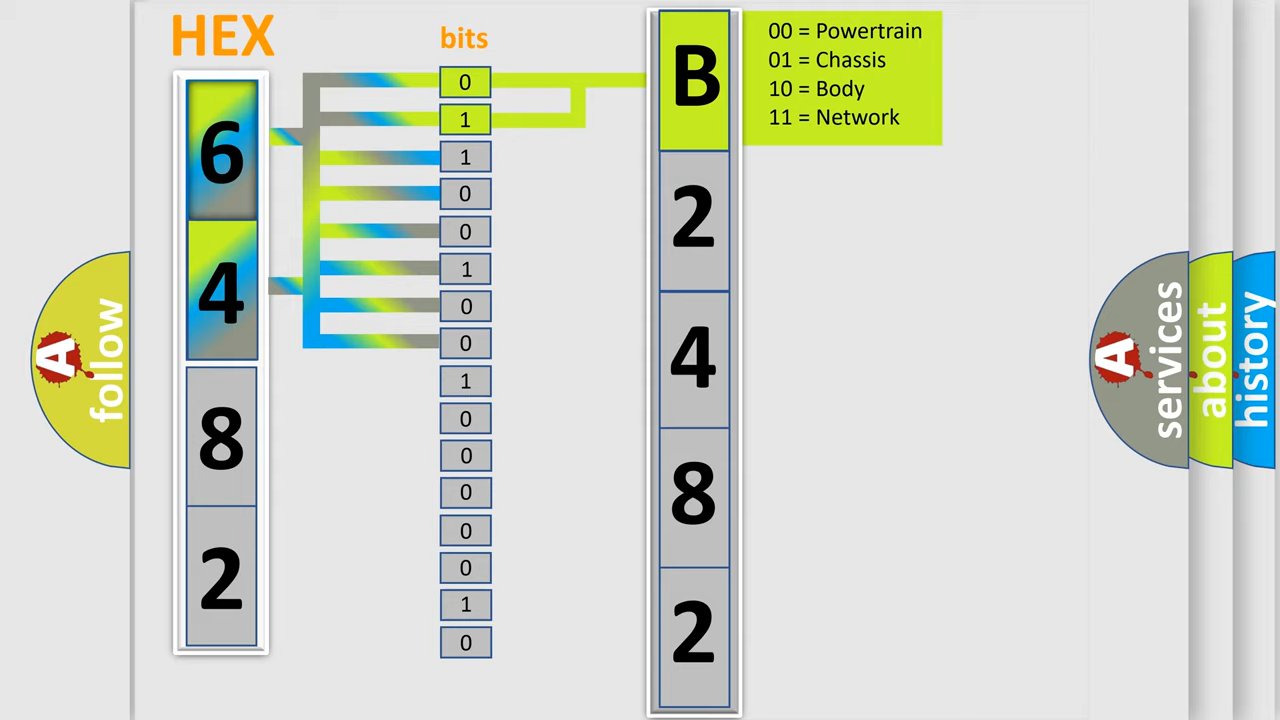 HEX
bits
6
4
8
2
0
1
1
0
0
1
0
0
1
0
0
0
0
0
1
0
B
2
4
8
2
00 = Powertrain
01 = Chassis
10 = Body
11 = Network
A follow
A services
about
history